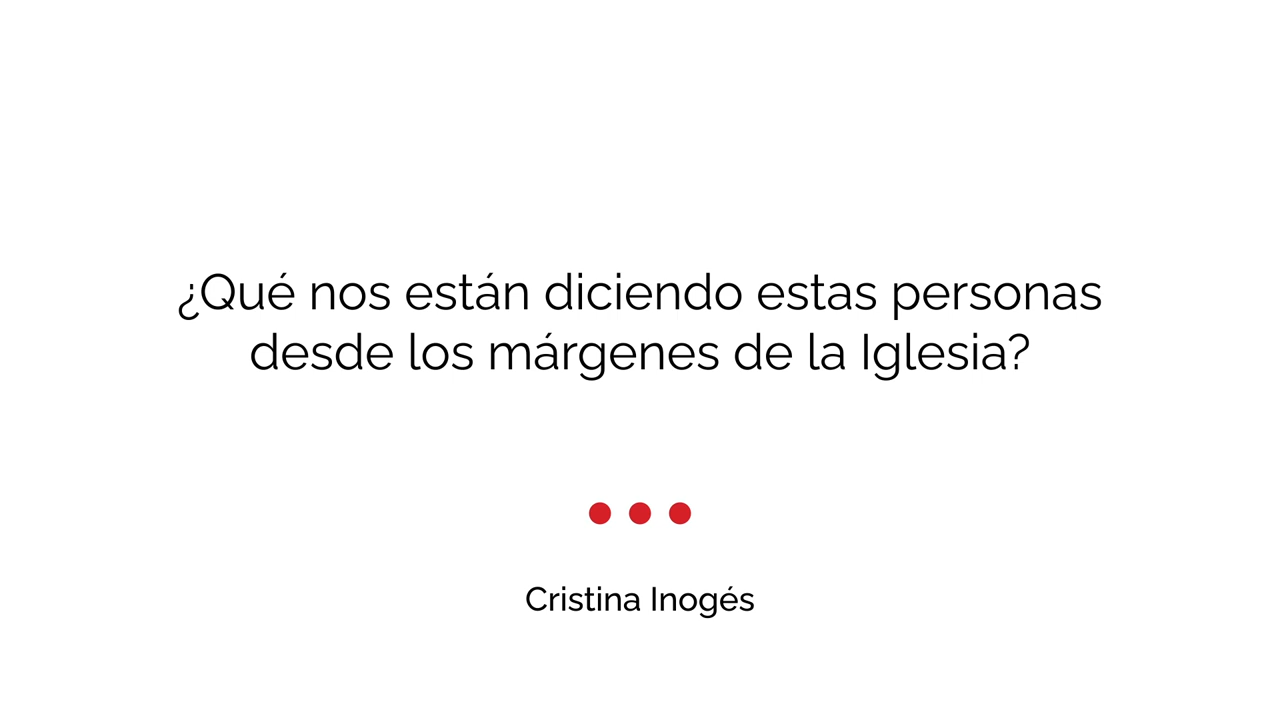 ¿Qué nos están diciendo estas personas
desde los márgenes de la Iglesia?
Cristina Inogés